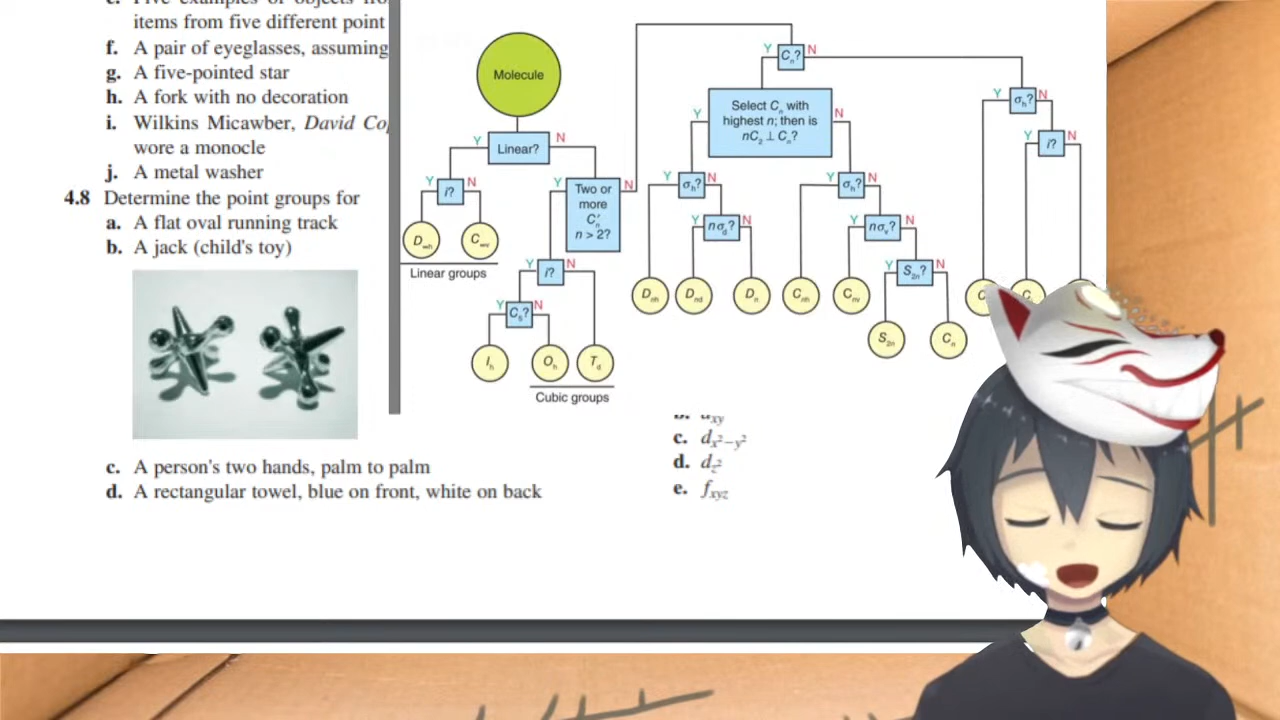 items from five different point
f. A pair of eyeglasses, assuming
g. A five-pointed star
h. A fork with no decoration
i. Wilkins Micawber, David Co
wore a monocle
j. A metal washer
4.8 Determine the point groups for
a. A flat oval running track
b. A jack (child's toy)
c. A person's two hands, palm to palm
d. A rectangular towel, blue on front, white on back
Molecule
Y Linear? N
Y i? N
D∞h C∞v
Linear groups
Y Two or N
more
C'n
n > 2?
Y i? N
Y C5? N
Ih Oh Td
Cubic groups
Y Cn? N
Y Select Cn with N
highest n; then is
nC2 ⊥ Cn?
Y σh? N
Y nσd? N
Dnh Dnd Dn
Y σh? N
Y nσv? N
Y S2n? N
Cnh Cnv
S2n Cn
Y σh? N
Y i? N
c. dx²–y²
d. dz²
e. fxyz